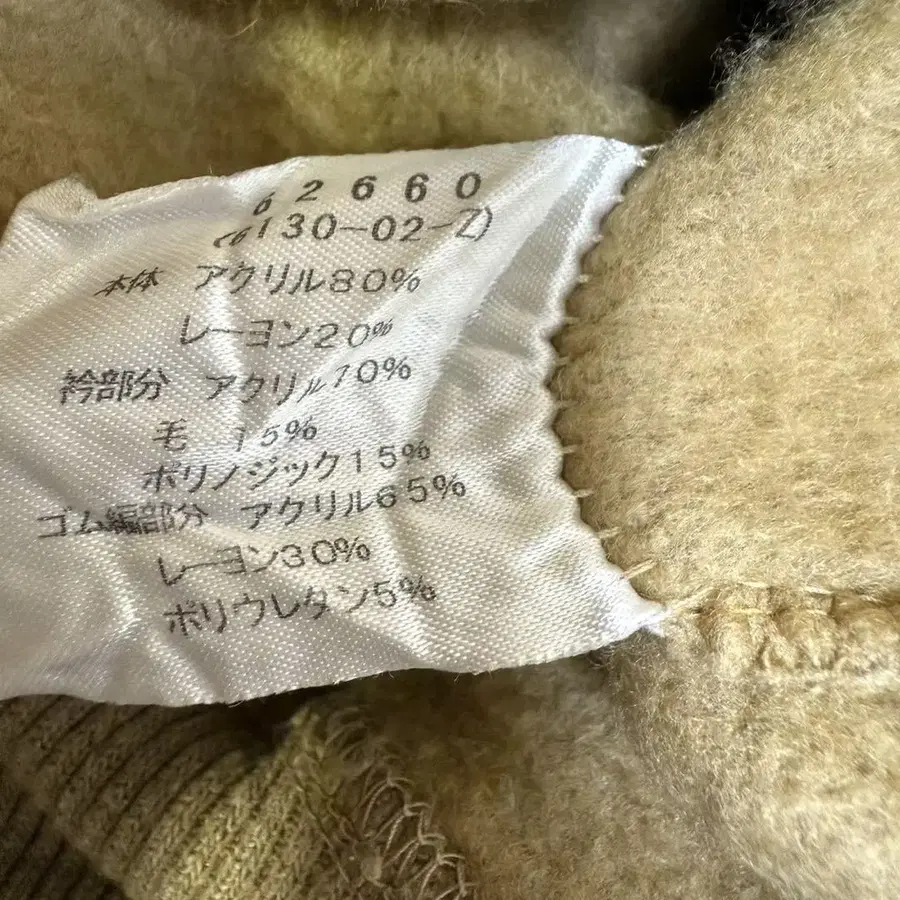 62660
(6130-02-Z)
本体 アクリル80%
レーヨン20%
衿部分 アクリル70%
毛 15%
ポリノジック15%
ゴム編部分 アクリル65%
レーヨン30%
ポリウレタン5%